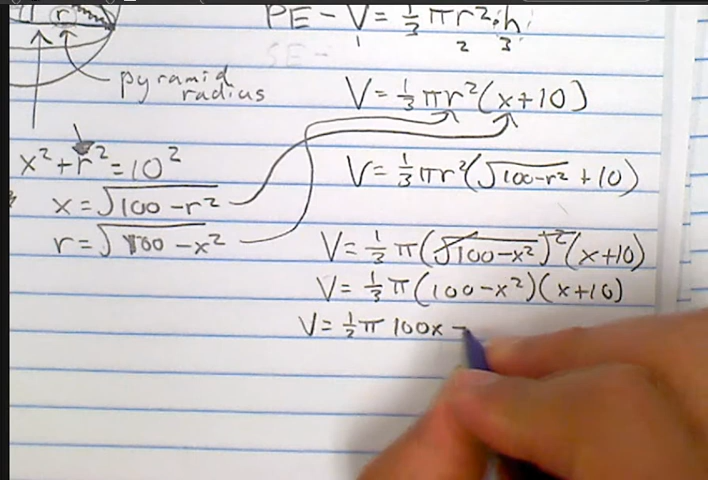 r
PE - V = 1/3 πr²·h
1 2 3
pyramid
radius
V = 1/3 πr²(x+10)
x² + r² = 10²
V = 1/3 πr²(√100-r² + 10)
x = √100 - r²
r = √100 - x²
V = 1/3 π(√100-x²)²(x+10)
V = 1/3 π(100-x²)(x+10)
V = 1/2 π 100x -